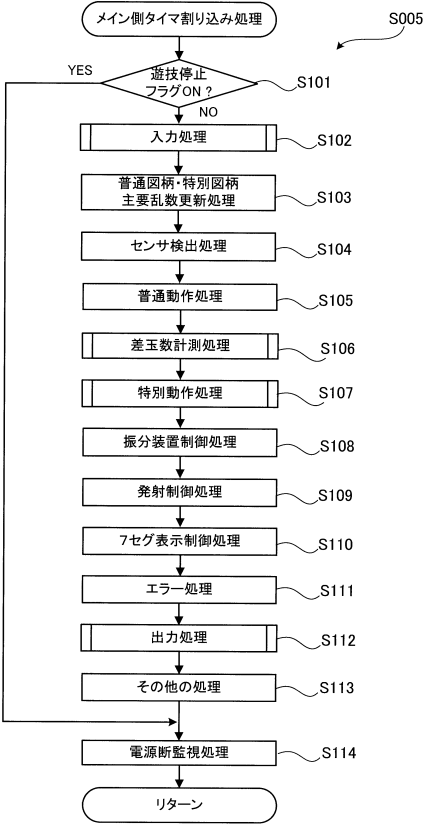 メイン側タイマ割り込み処理
S005
YES
遊技停止
フラグON？
S101
NO
入力処理
S102
普通図柄・特別図柄
主要乱数更新処理
S103
センサ検出処理
S104
普通動作処理
S105
差玉数計測処理
S106
特別動作処理
S107
振分装置制御処理
S108
発射制御処理
S109
7セグ表示制御処理
S110
エラー処理
S111
出力処理
S112
その他の処理
S113
電源断監視処理
S114
リターン